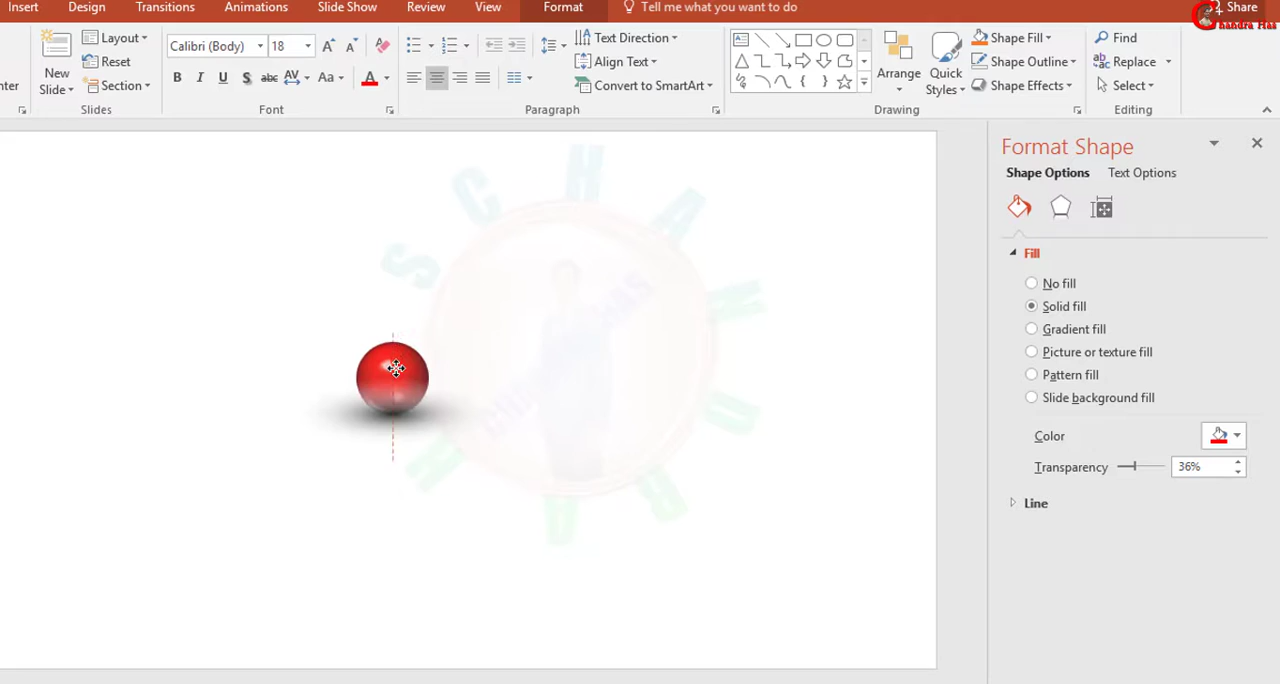 Insert Design Transitions Animations Slide Show Review View Format Tell me what you want to do Share
Chandra Has
Layout Calibri (Body) 18 Text Direction Shape Fill Find
New Slide Reset Align Text Arrange Quick Styles Shape Outline Replace
Section B I U S abc AV Aa A Convert to SmartArt Shape Effects Select
Slides Font Paragraph Drawing Editing
Format Shape
Shape Options Text Options
Fill
No fill
Solid fill
Gradient fill
Picture or texture fill
Pattern fill
Slide background fill
Color
Transparency 36%
Line